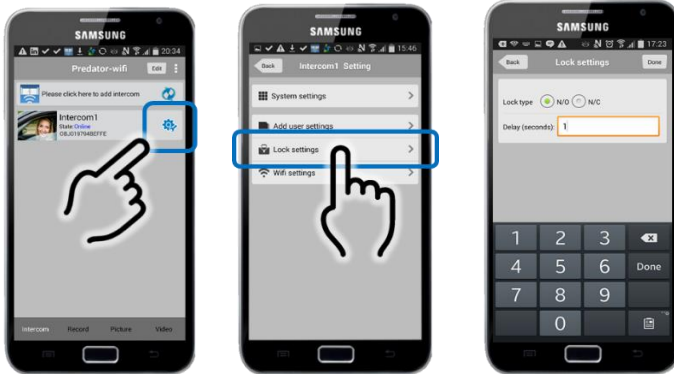 SAMSUNG
20:34
Predator-wifi
Edit
Please click here to add intercom
Intercom1
State: Online
OBJ019794BEFFE
Intercom
Record
Picture
Video
SAMSUNG
15:46
Back
Intercom1 Setting
System settings
Add user settings
Lock settings
Wifi settings
SAMSUNG
17:23
Back
Lock settings
Done
Lock type N/O N/C
Delay (seconds): 1
1 2 3
4 5 6 Done
7 8 9
0